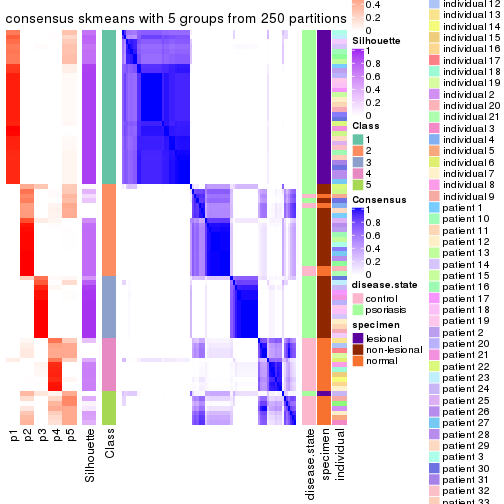 consensus skmeans with 5 groups from 250 partitions
p1
p2
p3
p4
p5
Silhouette
Class
disease.state
specimen
individual
0.4
0.2
0
Silhouette
1
0.8
0.6
0.4
0.2
0
Class
1
2
3
4
5
Consensus
1
0.8
0.6
0.4
0.2
0
disease.state
control
psoriasis
specimen
lesional
non-lesional
normal
individual 12
individual 13
individual 14
individual 15
individual 16
individual 17
individual 18
individual 19
individual 2
individual 20
individual 21
individual 3
individual 4
individual 5
individual 6
individual 7
individual 8
individual 9
patient 1
patient 10
patient 11
patient 12
patient 13
patient 14
patient 15
patient 16
patient 17
patient 18
patient 19
patient 2
patient 20
patient 21
patient 22
patient 23
patient 24
patient 25
patient 26
patient 27
patient 28
patient 29
patient 3
patient 30
patient 31
patient 32
patient 33